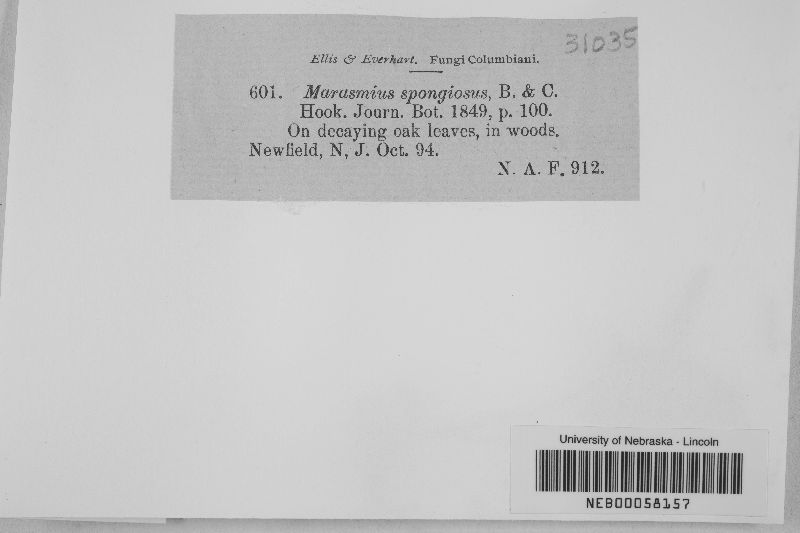 31035
Ellis & Everhart. Fungi Columbiani.
601. Marasmius spongiosus, B. & C.
Hook. Journ. Bot. 1849, p. 100.
On decaying oak leaves, in woods.
Newfield, N, J. Oct. 94.
N. A. F. 912.
University of Nebraska - Lincoln
NEB00058157